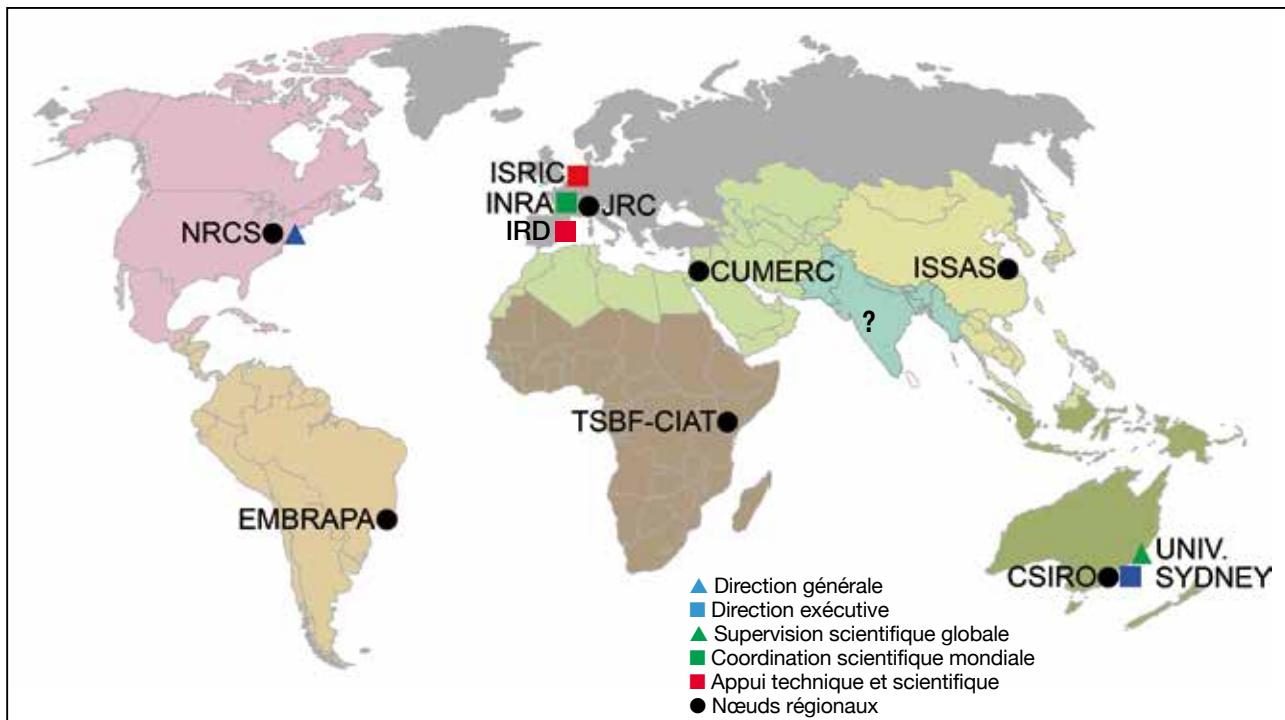 ISRIC
INRA
JRC
IRD
NRCS
CUMERC
ISSAS
?
TSBF-CIAT
EMBRAPA
UNIV.
SYDNEY
CSIRO
Direction générale
Direction exécutive
Supervision scientifique globale
Coordination scientifique mondiale
Appui technique et scientifique
Nœuds régionaux